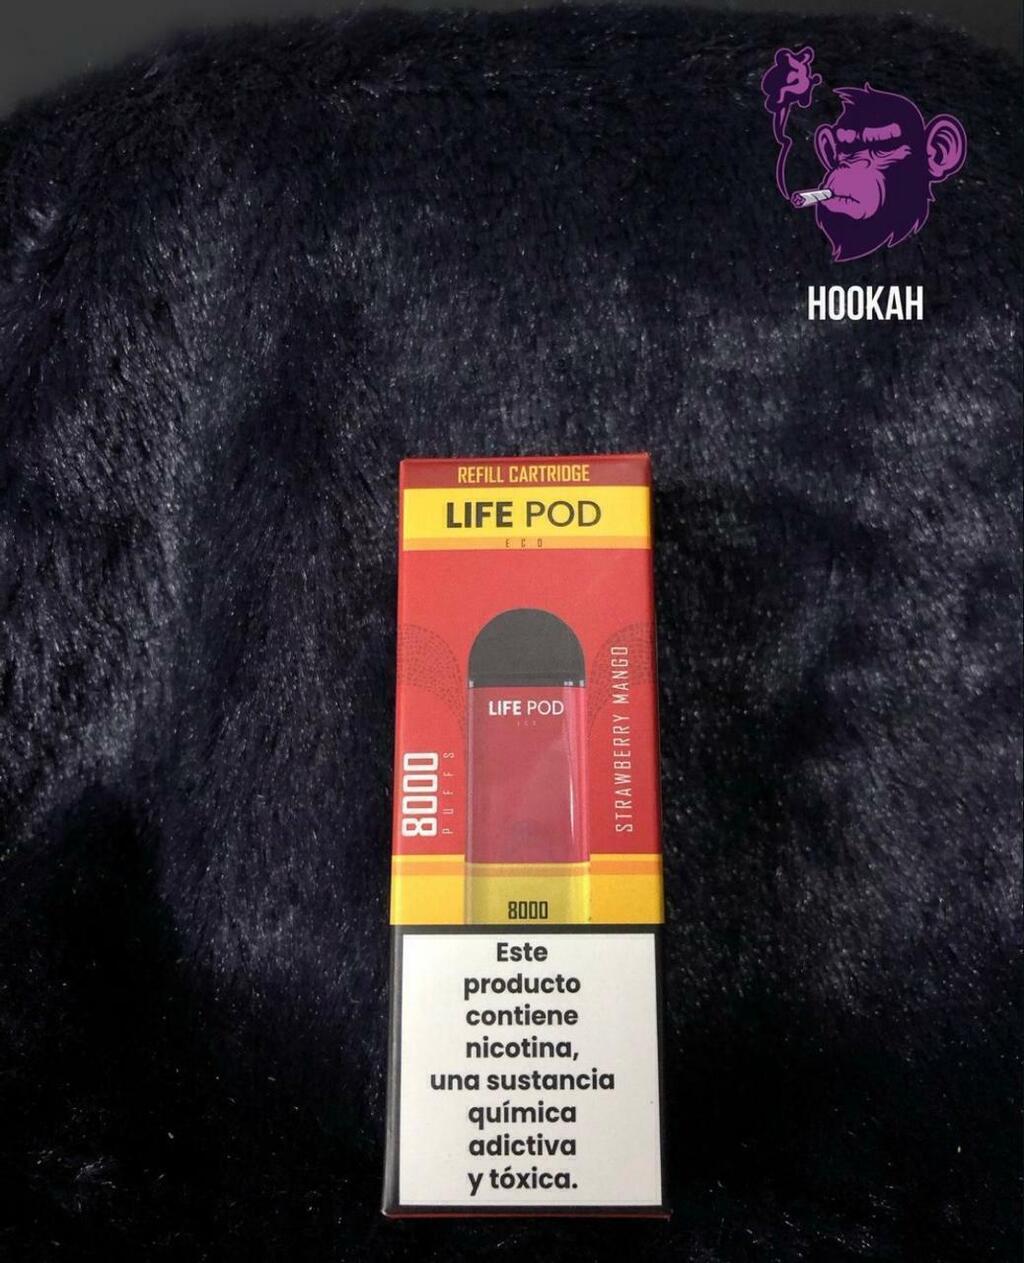 HOOKAH
REFILL CARTRIDGE
LIFE POD
ECO
LIFE POD
ECO
8000
PUFFS
STRAWBERRY MANGO
8000
Este
producto
contiene
nicotina,
una sustancia
química
adictiva
y tóxica.